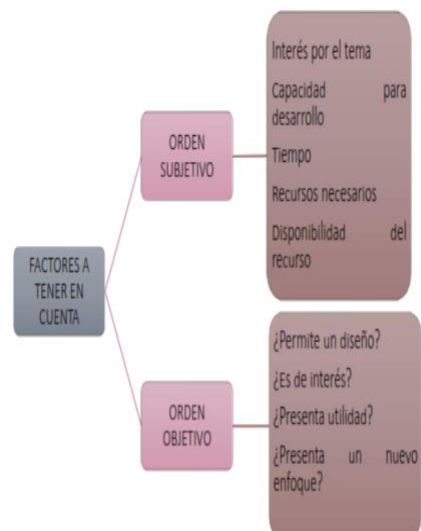 FACTORES A
TENER EN
CUENTA
ORDEN
SUBJETIVO
Interés por el tema
Capacidad para
desarrollo
Tiempo
Recursos necesarios
Disponibilidad del
recurso
ORDEN
OBJETIVO
¿Permite un diseño?
¿Es de interés?
¿Presenta utilidad?
¿Presenta un nuevo
enfoque?